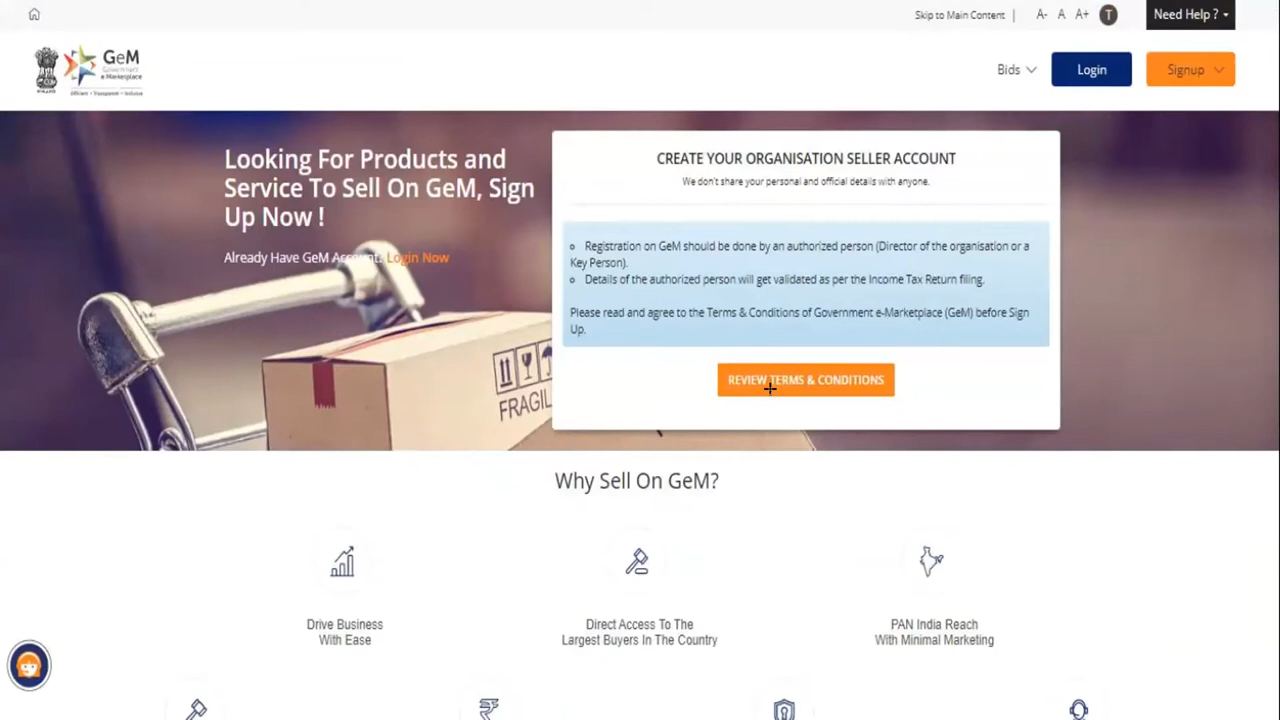 Skip to Main Content | A- A A+ T Need Help ?
GeM
Government
e Marketplace
Efficient • Transparent • Inclusive
Bids Login Signup
Looking For Products and
Service To Sell On GeM, Sign
Up Now !
Already Have GeM Account. Login Now
CREATE YOUR ORGANISATION SELLER ACCOUNT
We don't share your personal and official details with anyone.
Registration on GeM should be done by an authorized person (Director of the organisation or a
Key Person).
Details of the authorized person will get validated as per the Income Tax Return filing.
Please read and agree to the Terms & Conditions of Government e-Marketplace (GeM) before Sign
Up.
REVIEW TERMS & CONDITIONS
FRAGIL
Why Sell On GeM?
Drive Business
With Ease
Direct Access To The
Largest Buyers In The Country
PAN India Reach
With Minimal Marketing